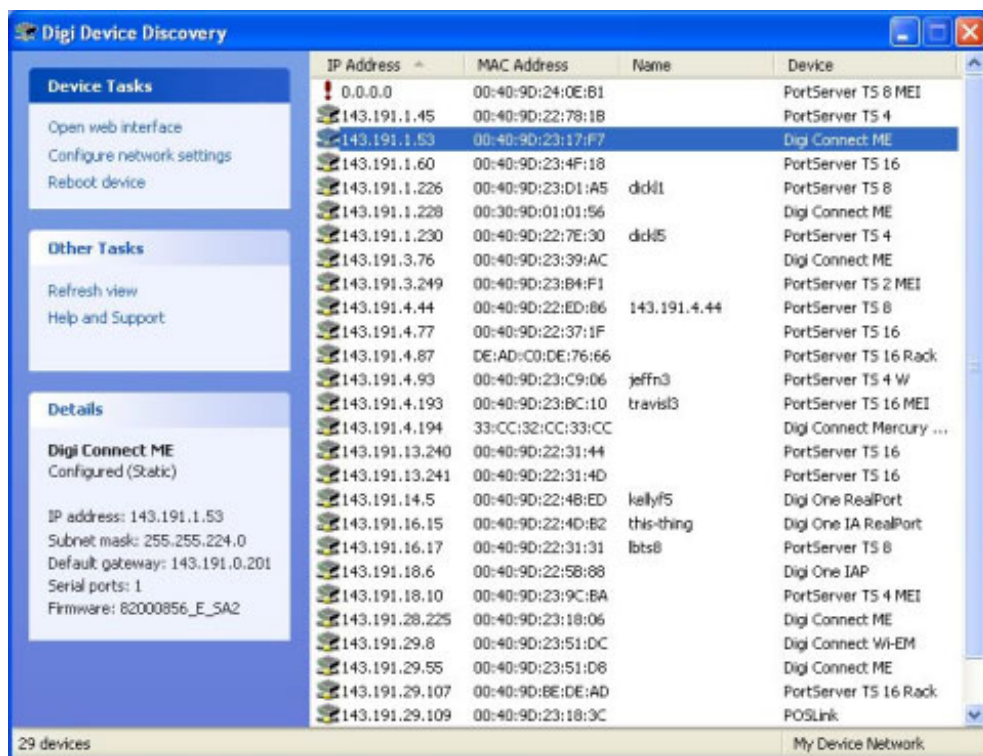 Digi Device Discovery
Device Tasks
Open web interface
Configure network settings
Reboot device
Other Tasks
Refresh view
Help and Support
Details
Digi Connect ME
Configured (Static)
IP address: 143.191.1.53
Subnet mask: 255.255.224.0
Default gateway: 143.191.0.201
Serial ports: 1
Firmware: 82000856_E_SA2
IP Address MAC Address Name Device
0.0.0.0 00:40:9D:24:0E:B1 PortServer TS 8 MEI
143.191.1.45 00:40:9D:22:78:1B PortServer TS 4
143.191.1.53 00:40:9D:23:17:F7 Digi Connect ME
143.191.1.60 00:40:9D:23:4F:18 PortServer TS 16
143.191.1.226 00:40:9D:23:D1:A5 dickl1 PortServer TS 8
143.191.1.228 00:30:9D:01:01:56 Digi Connect ME
143.191.1.230 00:40:9D:22:7E:30 dickl5 PortServer TS 4
143.191.3.76 00:40:9D:23:39:AC Digi Connect ME
143.191.3.249 00:40:9D:23:B4:F1 PortServer TS 2 MEI
143.191.4.44 00:40:9D:22:ED:86 143.191.4.44 PortServer TS 8
143.191.4.77 00:40:9D:22:37:1F PortServer TS 16
143.191.4.87 DE:AD:C0:DE:76:66 PortServer TS 16 Rack
143.191.4.93 00:40:9D:23:C9:06 jeffn3 PortServer TS 4 W
143.191.4.193 00:40:9D:23:BC:10 travisl3 PortServer TS 16 MEI
143.191.4.194 33:CC:32:CC:33:CC Digi Connect Mercury ...
143.191.13.240 00:40:9D:22:31:44 PortServer TS 16
143.191.13.241 00:40:9D:22:31:4D PortServer TS 16
143.191.14.5 00:40:9D:22:4B:ED kellyf5 Digi One RealPort
143.191.16.15 00:40:9D:22:4D:B2 this-thing Digi One IA RealPort
143.191.16.17 00:40:9D:22:31:31 lbts8 PortServer TS 8
143.191.18.6 00:40:9D:22:5B:88 Digi One IAP
143.191.18.10 00:40:9D:23:9C:BA PortServer TS 4 MEI
143.191.28.225 00:40:9D:23:18:06 Digi Connect ME
143.191.29.8 00:40:9D:23:51:DC Digi Connect Wi-EM
143.191.29.55 00:40:9D:23:51:D8 Digi Connect ME
143.191.29.107 00:40:9D:BE:DE:AD PortServer TS 16 Rack
143.191.29.109 00:40:9D:23:18:3C POSLink
29 devices My Device Network